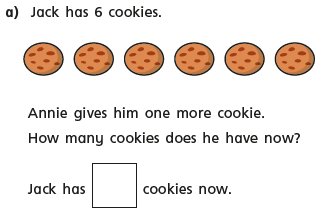 a) Jack has 6 cookies.
Annie gives him one more cookie.
How many cookies does he have now?
Jack has cookies now.